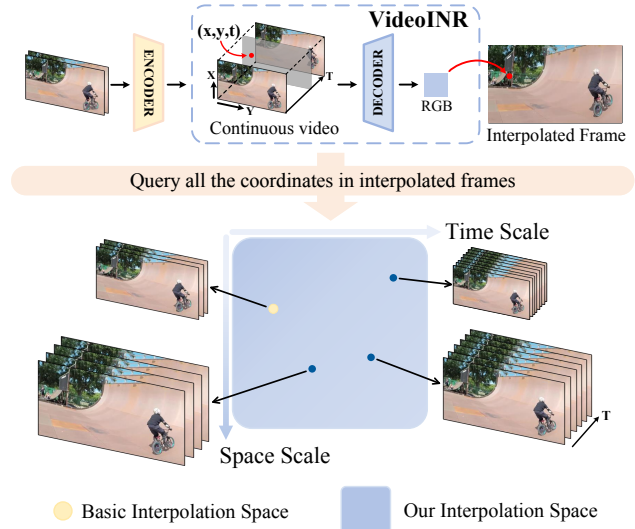 VideoINR
(x,y,t)
ENCODER
X
Y
T
Continuous video
DECODER
RGB
Interpolated Frame
Query all the coordinates in interpolated frames
Time Scale
T
Space Scale
Basic Interpolation Space
Our Interpolation Space